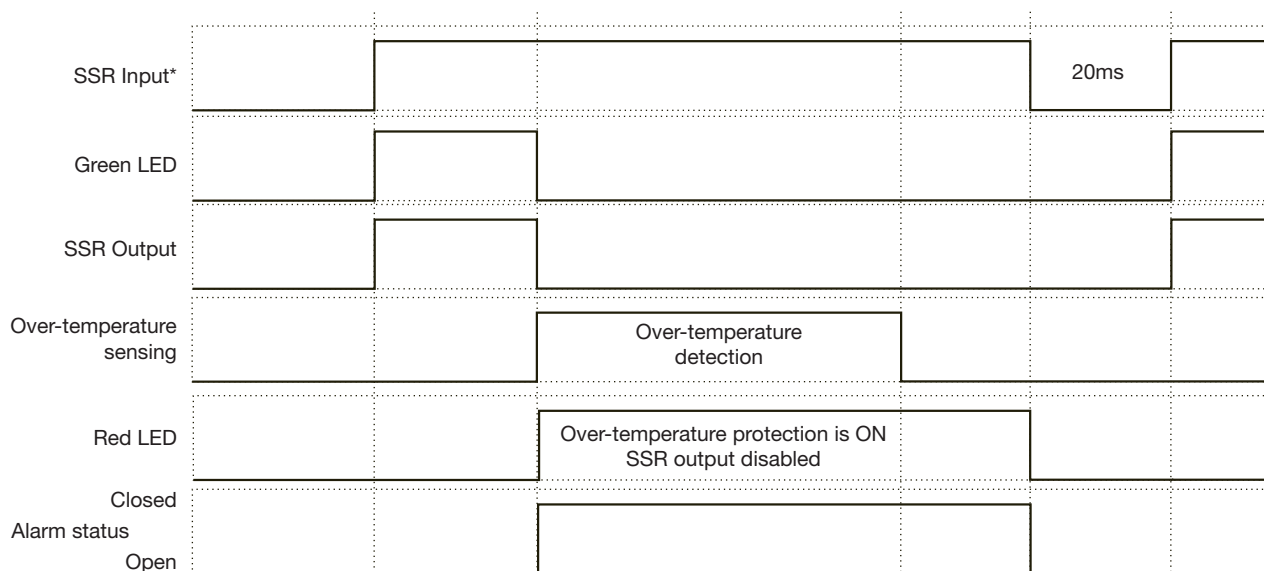 SSR Input*
20ms
Green LED
SSR Output
Over-temperature
sensing
Over-temperature
detection
Red LED
Over-temperature protection is ON
SSR output disabled
Closed
Alarm status
Open